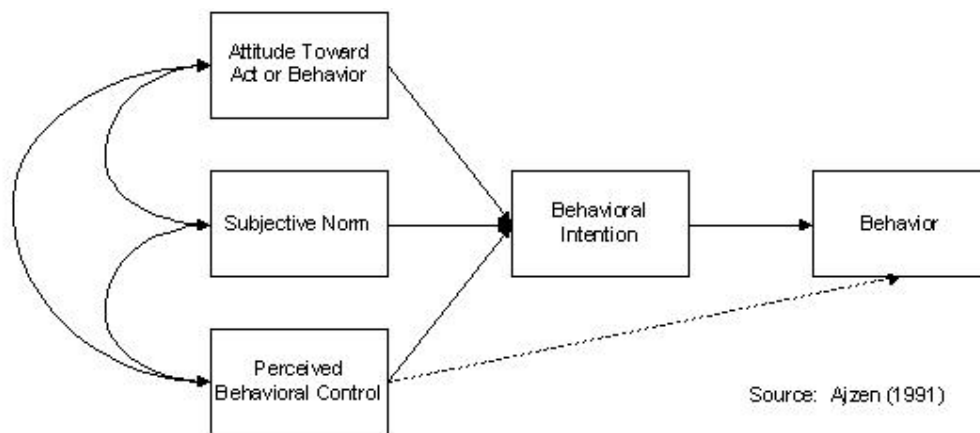 Attitude Toward
Act or Behavior
Subjective Norm
Behavioral
Intention
Behavior
Perceived
Behavioral Control
Source: Ajzen (1991)